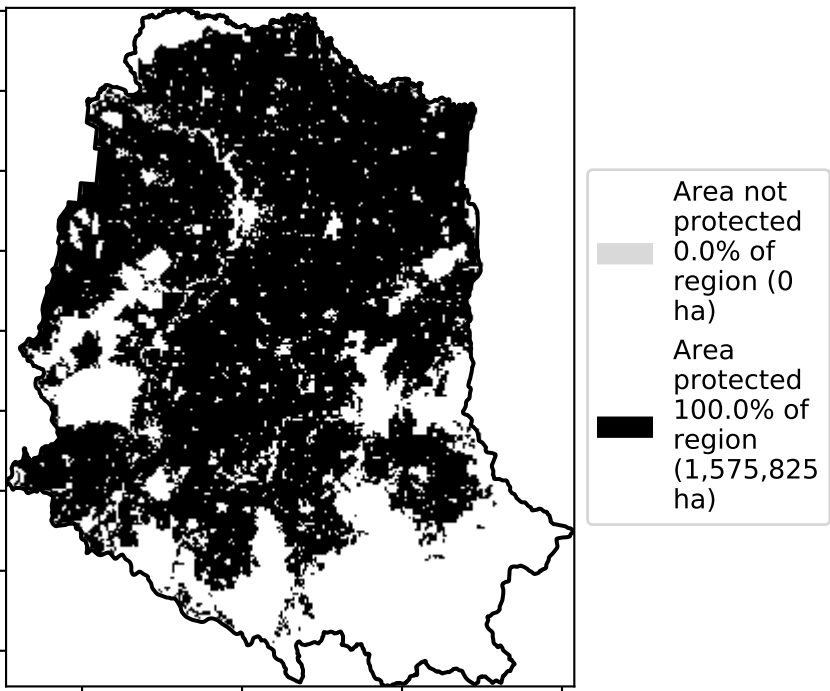 Area not
protected
0.0% of
region (0
ha)
Area
protected
100.0% of
region
(1,575,825
ha)